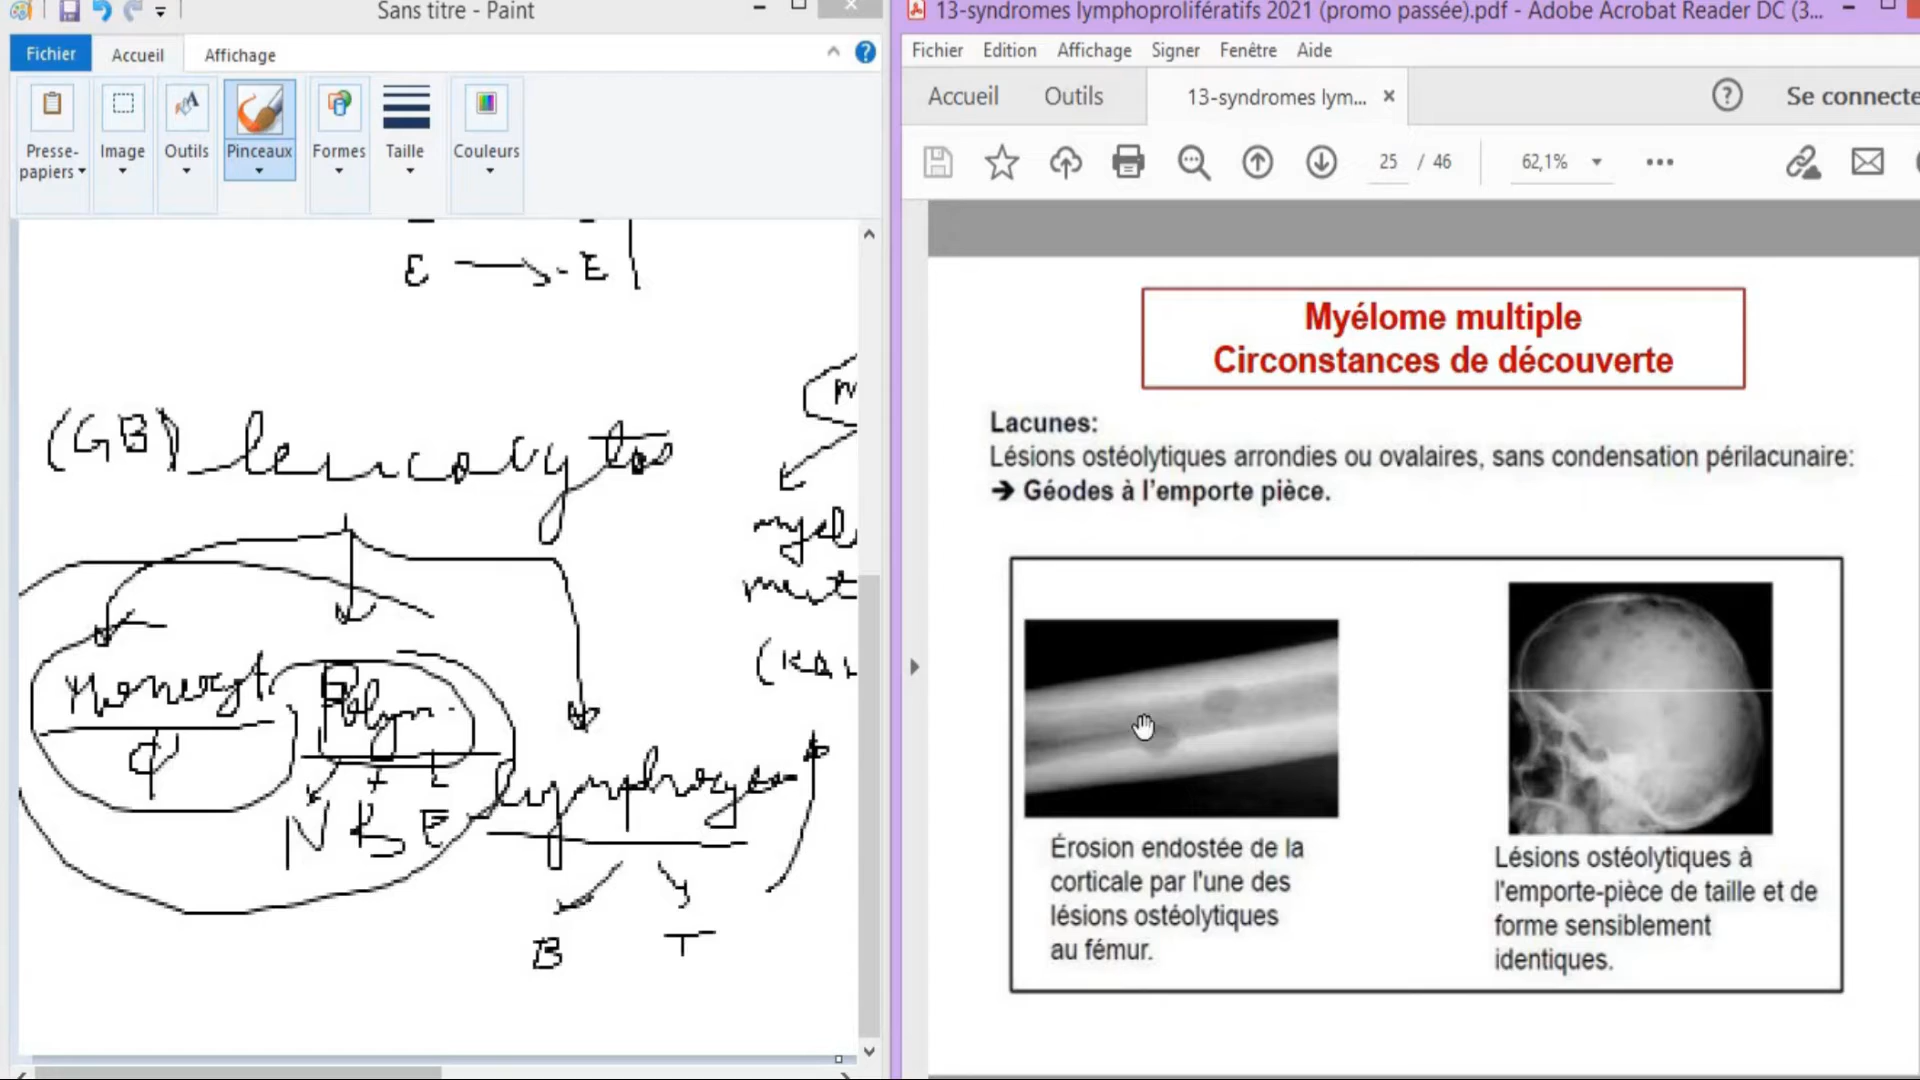 Sans titre - Paint
Fichier
Accueil
Affichage
Presse-
papiers
Image
Outils
Pinceaux
Formes
Taille
Couleurs
E → E
(GB) leucocytes
Polyn
N B E
lymphocytes
B
T
13-syndromes lymphoprolifératifs 2021 (promo passée).pdf - Adobe Acrobat Reader DC (3...
Fichier Edition Affichage Signer Fenêtre Aide
Accueil
Outils
13-syndromes lym...
Se connecte
25 / 46
62,1%
Myélome multiple
Circonstances de découverte
Lacunes:
Lésions ostéolytiques arrondies ou ovalaires, sans condensation périlacunaire:
➔ Géodes à l'emporte pièce.
Érosion endostée de la
corticale par l'une des
lésions ostéolytiques
au fémur.
Lésions ostéolytiques à
l'emporte-pièce de taille et de
forme sensiblement
identiques.